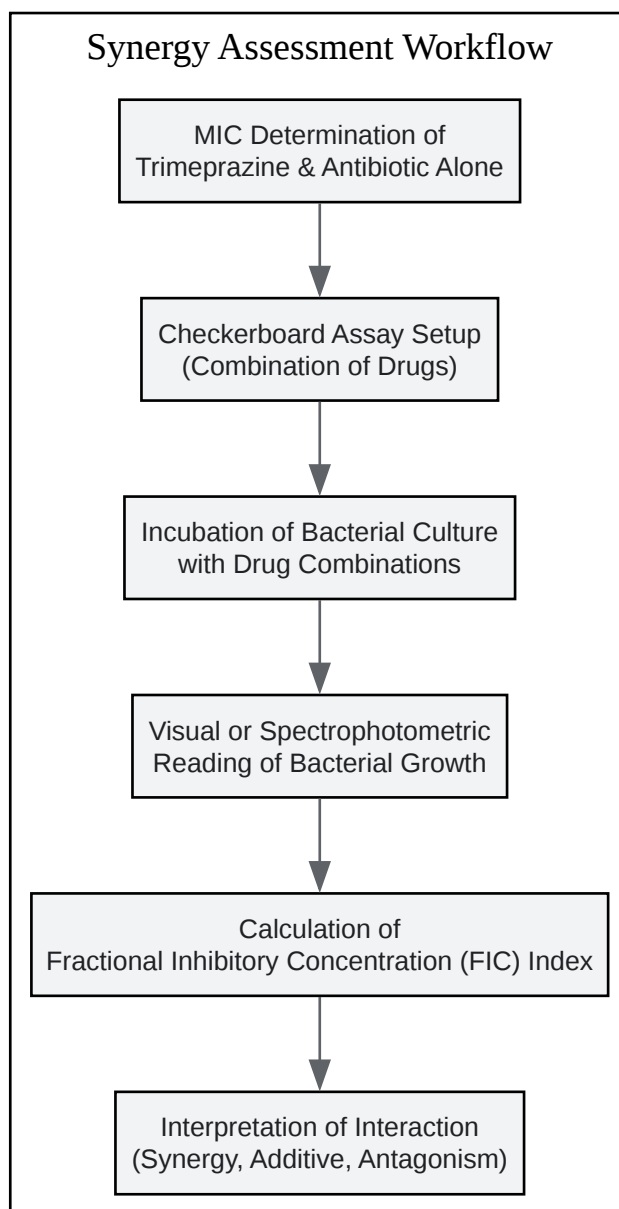 Synergy Assessment Workflow
MIC Determination of
Trimeprazine & Antibiotic Alone
Checkerboard Assay Setup
(Combination of Drugs)
Incubation of Bacterial Culture
with Drug Combinations
Visual or Spectrophotometric
Reading of Bacterial Growth
Calculation of
Fractional Inhibitory Concentration (FIC) Index
Interpretation of Interaction
(Synergy, Additive, Antagonism)